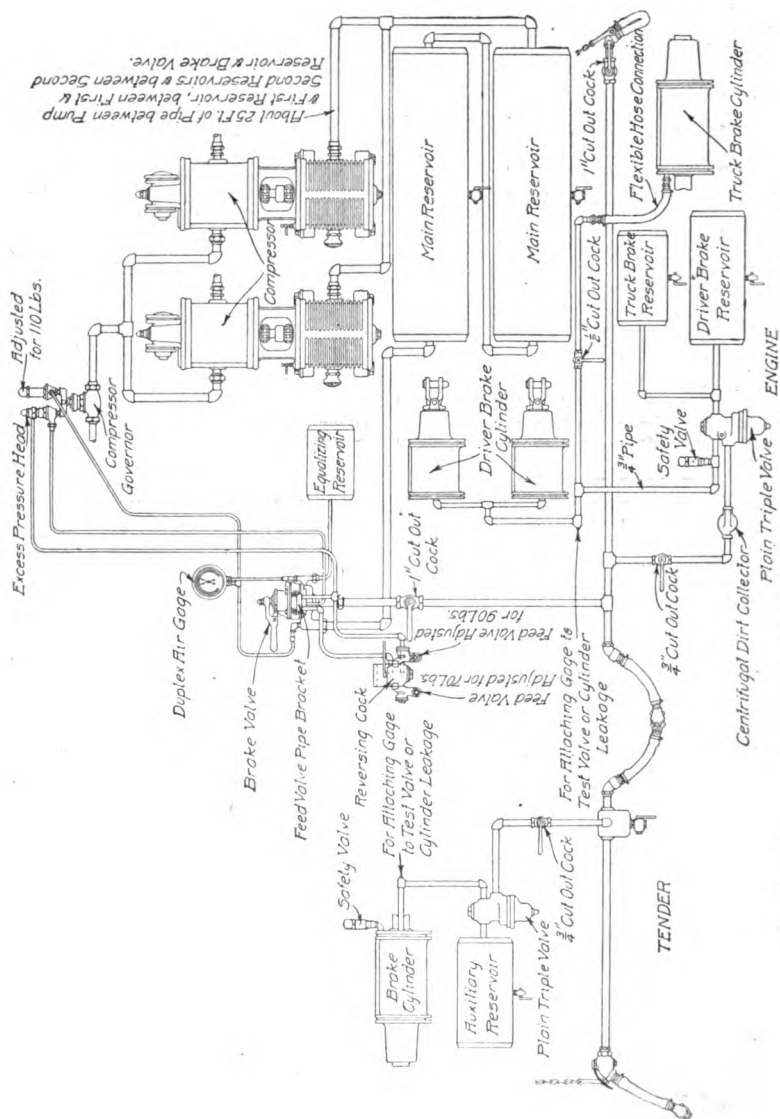 Excess Pressure Head
Adjusted
for 110 Lbs.
Compressor
Governor
Compressor
About 25 Ft. of Pipe between Pump
& First Reservoir, between First &
Second Reservoirs & between Second
Reservoir & Brake Valve.
Duplex Air Gage
Brake Valve
Feed Valve Pipe Bracket
Equalizing
Reservoir
Main Reservoir
Main Reservoir
Reversing Cock
Feed Valve
Adjusted for 70 Lbs.
Feed Valve Adjusted
for 90 Lbs.
1" Cut Out
Cock
Driver Brake
Cylinder
1" Cut Out Cock
Flexible Hose Connection
Truck Brake Cylinder
½" Cut Out Cock
Truck Brake
Reservoir
Driver Brake
Reservoir
¾" Pipe
Safety
Valve
ENGINE
Plain Triple Valve
Centrifugal Dirt Collector
¾" Cut Out Cock
For Attaching Gage to
Test Valve or Cylinder
Leakage
Safety Valve
For Attaching Gage
to Test Valve or
Cylinder Leakage
Brake
Cylinder
Auxiliary
Reservoir
Plain Triple Valve
¾" Cut Out Cock
TENDER